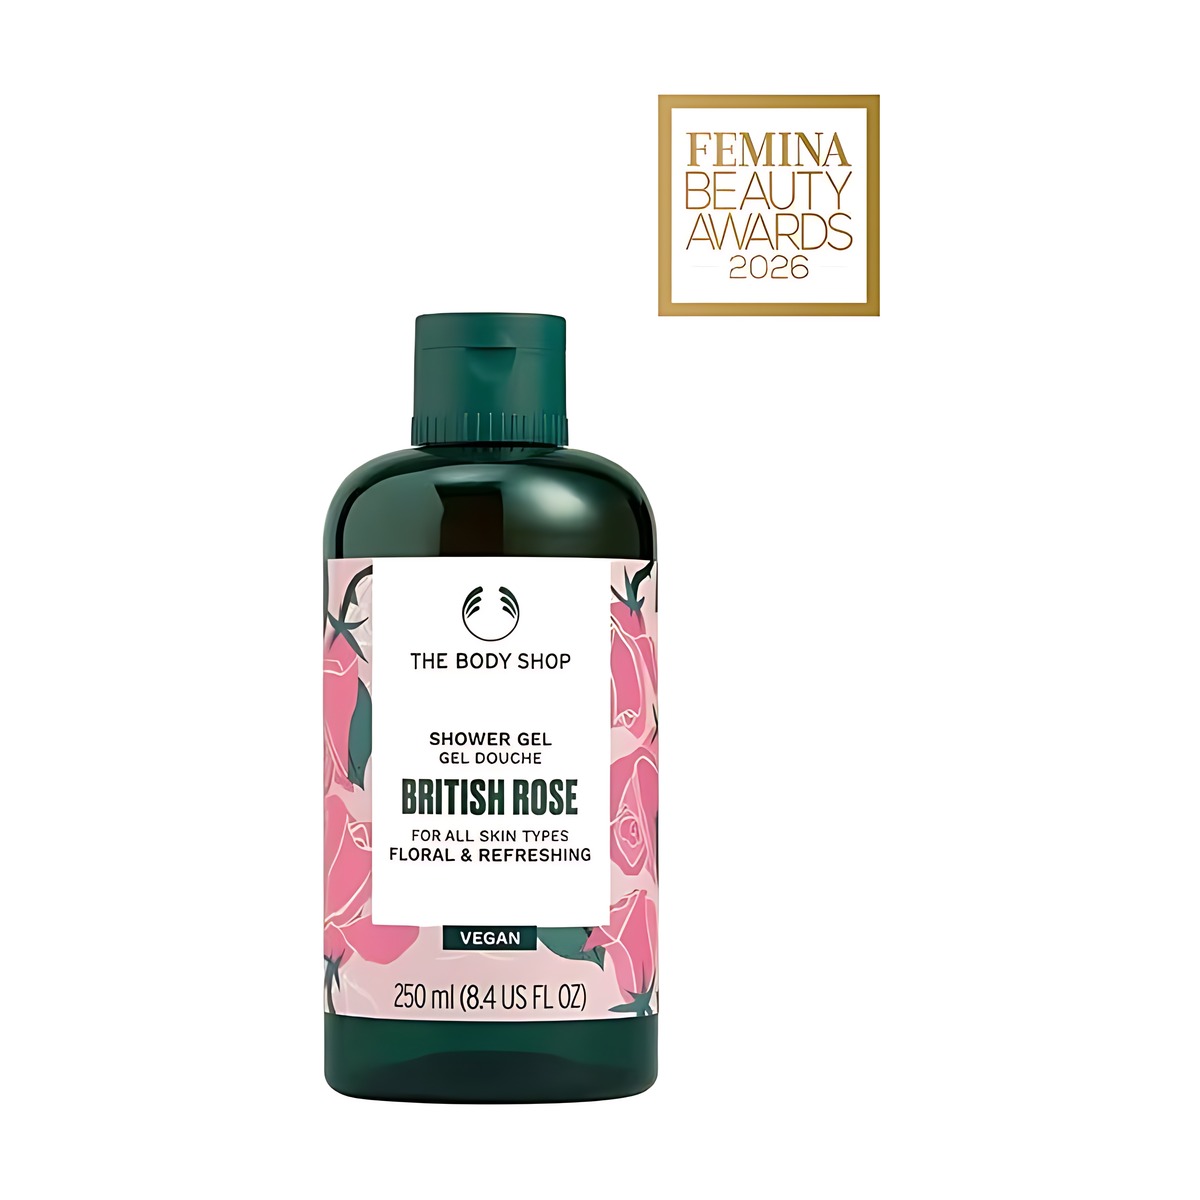 FEMINA
BEAUTY
AWARDS
2026
THE BODY SHOP
SHOWER GEL
GEL DOUCHE
BRITISH ROSE
FOR ALL SKIN TYPES
FLORAL & REFRESHING
VEGAN
250 ml (8.4 US FL OZ)